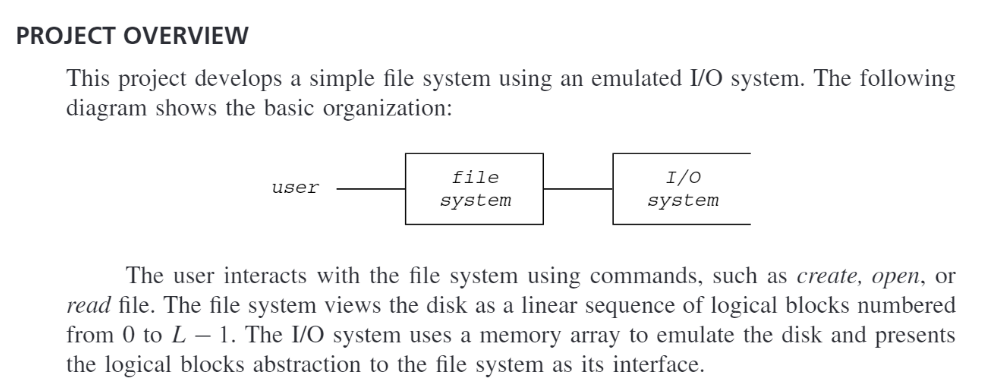 PROJECT OVERVIEW
This project develops a simple file system using an emulated I/O system. The following
diagram shows the basic organization:
user
file
system
I/O
system
The user interacts with the file system using commands, such as create, open, or
read file. The file system views the disk as a linear sequence of logical blocks numbered
from 0 to L – 1. The I/O system uses a memory array to emulate the disk and presents
the logical blocks abstraction to the file system as its interface.